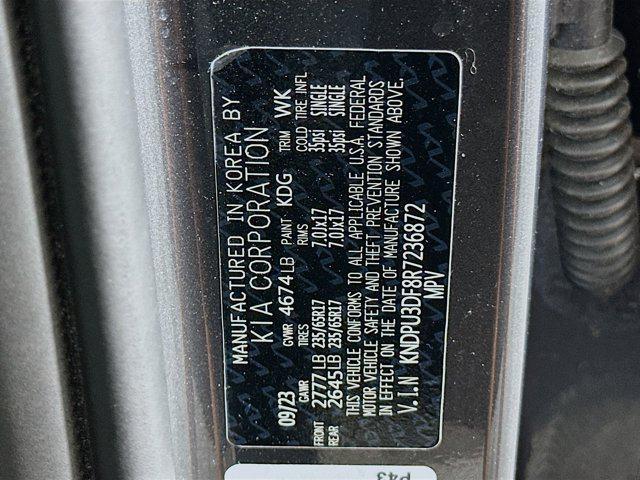 MANUFACTURED IN KOREA BY
KIA CORPORATION
09/23 GVWR 4674LB PAINT KDG TRIM WK
GAWR TIRES RIMS COLD TIRE INFL
FRONT 2777LB 235/65R17 7.0Jx17 35psi SINGLE
REAR 2645LB 235/65R17 7.0Jx17 35psi SINGLE
THIS VEHICLE CONFORMS TO ALL APPLICABLE U.S.A. FEDERAL
MOTOR VEHICLE SAFETY AND THEFT PREVENTION STANDARDS
IN EFFECT ON THE DATE OF MANUFACTURE SHOWN ABOVE.
V.I.N KNDPU3DF8R7236872
MPV
P43